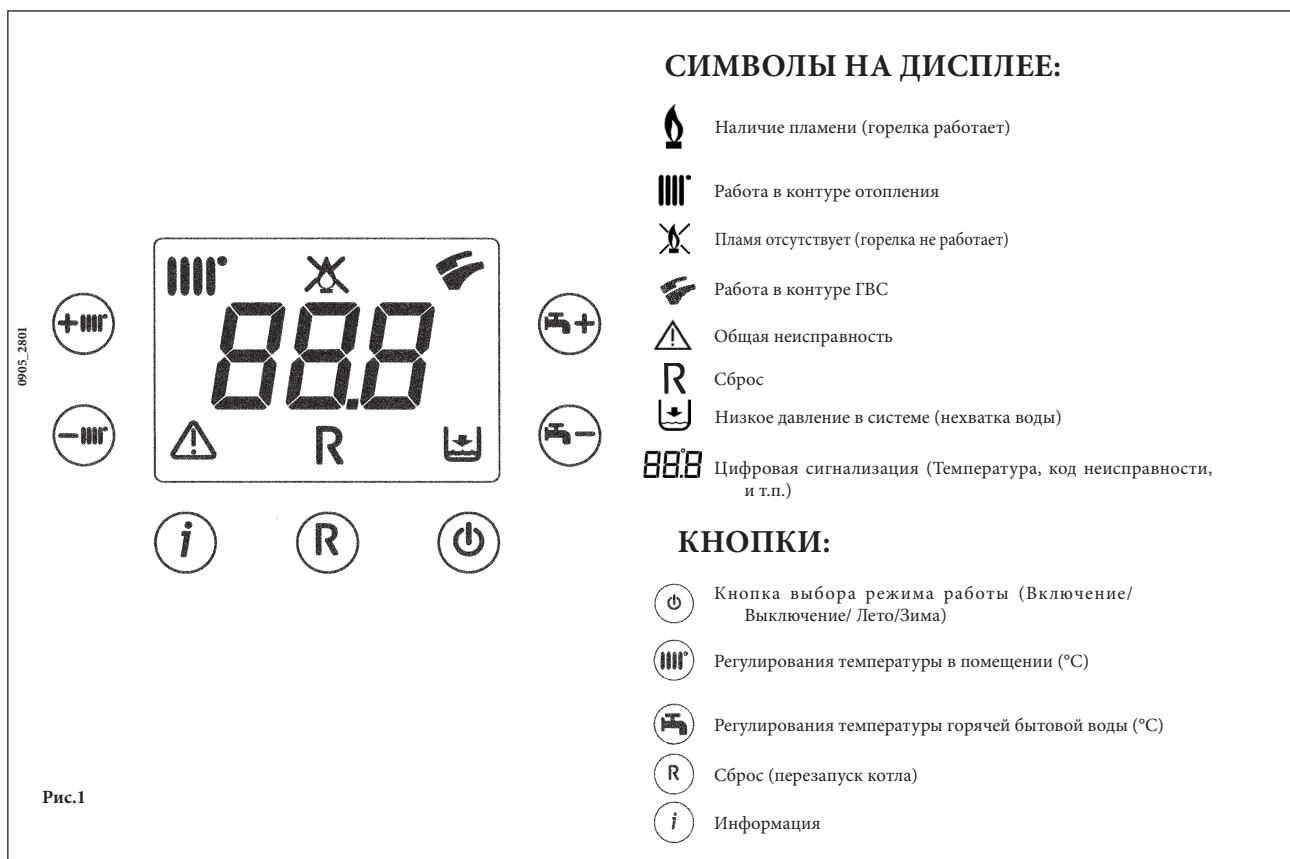 СИМВОЛЫ НА ДИСПЛЕЕ:
Наличие пламени (горелка работает)
Работа в контуре отопления
Пламя отсутствует (горелка не работает)
Работа в контуре ГВС
Общая неисправность
R Сброс
Низкое давление в системе (нехватка воды)
88.8 Цифровая сигнализация (Температура, код неисправности,
и т.п.)
КНОПКИ:
Кнопка выбора режима работы (Включение/
Выключение/ Лето/Зима)
Регулирования температуры в помещении (°C)
Регулирования температуры горячей бытовой воды (°C)
R Сброс (перезапуск котла)
i Информация
0905_2801
+
+
88.8
-
-
R
i R
Рис.1